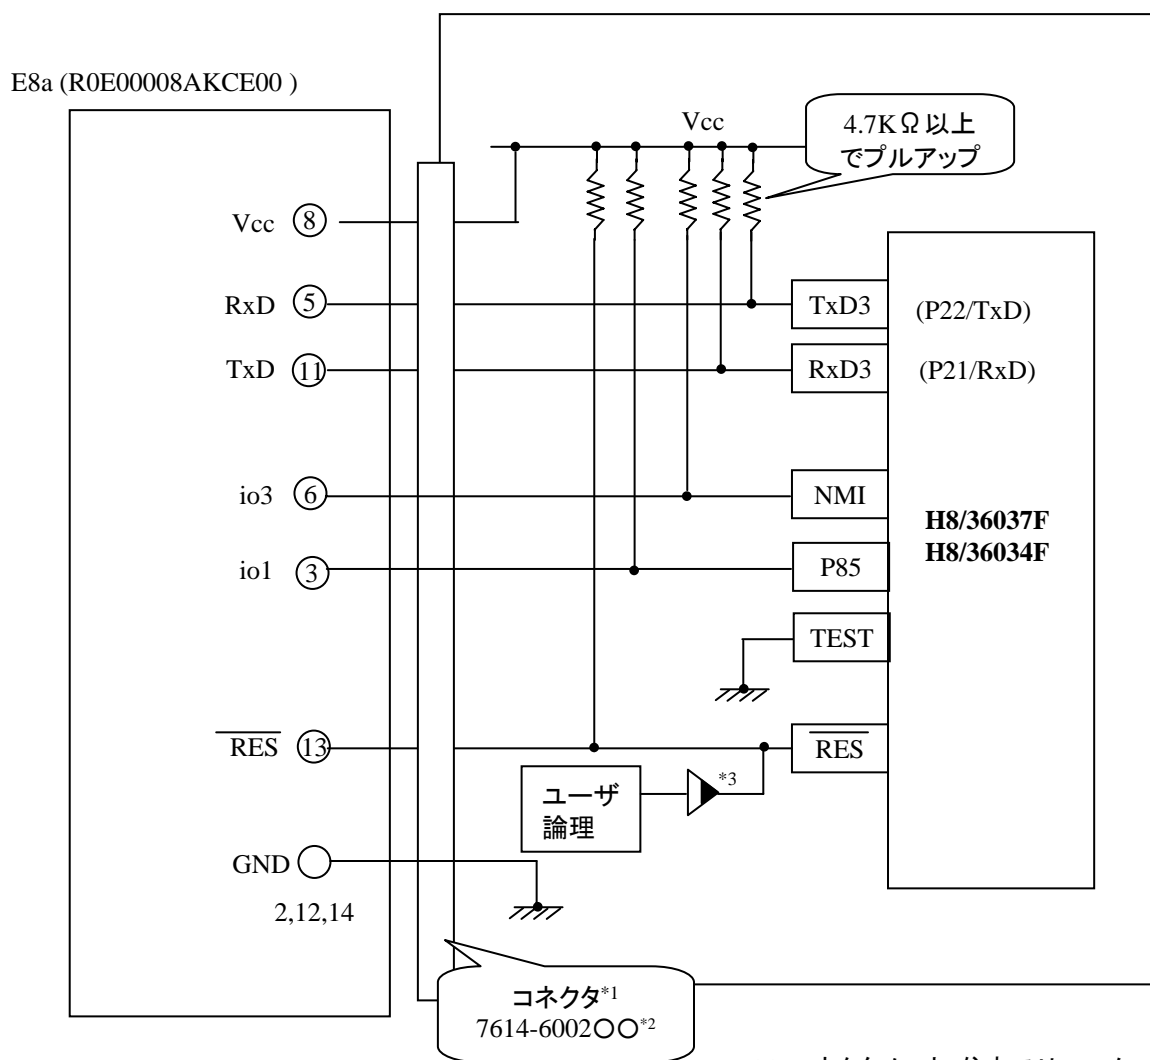 E8a (R0E00008AKCE00 )
Vcc
4.7KΩ以上
でプルアップ
Vcc 8
RxD 5
TxD3
(P22/TxD)
TxD 11
RxD3
(P21/RxD)
io3 6
NMI
H8/36037F
H8/36034F
io1 3
P85
TEST
RES 13
RES
*3
ユーザ
論理
GND
2,12,14
コネクタ*1
7614-6002○○*2